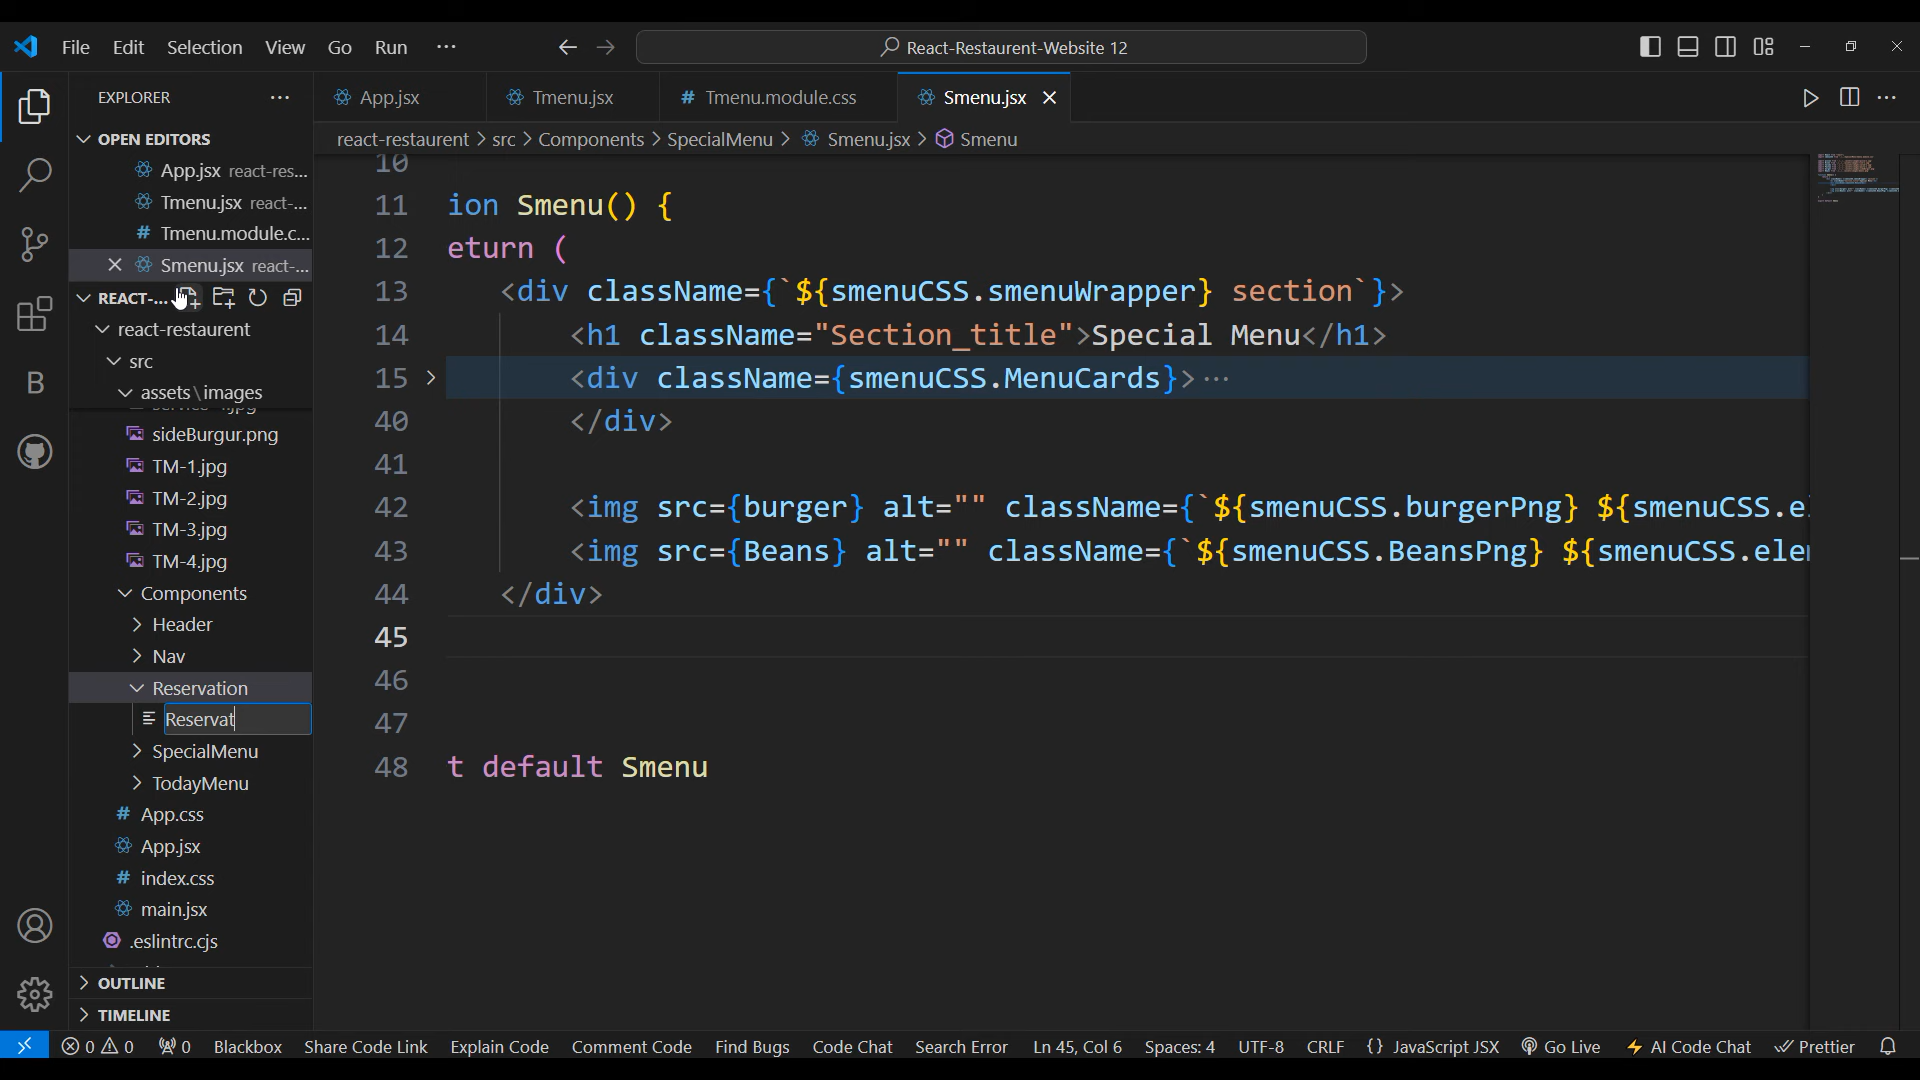 File Edit Selection View Go Run ···
React-Restaurent-Website 12
EXPLORER ···
OPEN EDITORS
App.jsx react-res...
Tmenu.jsx react-...
# Tmenu.module.c...
Smenu.jsx react-...
REACT-...
react-restaurent
src
assets\images
sideBurgur.png
TM-1.jpg
TM-2.jpg
TM-3.jpg
TM-4.jpg
Components
Header
Nav
Reservation
Reservat
SpecialMenu
TodayMenu
# App.css
App.jsx
# index.css
main.jsx
.eslintrc.cjs
OUTLINE
TIMELINE
App.jsx
Tmenu.jsx
# Tmenu.module.css
Smenu.jsx
react-restaurent > src > Components > SpecialMenu > Smenu.jsx > Smenu
10
11 ion Smenu() {
12 eturn (
13 <div className={`${smenuCSS.smenuWrapper} section`}>
14 <h1 className="Section_title">Special Menu</h1>
15 <div className={smenuCSS.MenuCards}>···
40 </div>
41
42 <img src={burger} alt="" className={`${smenuCSS.burgerPng} ${smenuCSS.el
43 <img src={Beans} alt="" className={`${smenuCSS.BeansPng} ${smenuCSS.eler
44 </div>
45
46
47
48 t default Smenu
B
0 0 0 Blackbox Share Code Link Explain Code Comment Code Find Bugs Code Chat Search Error Ln 45, Col 6 Spaces: 4 UTF-8 CRLF {} JavaScript JSX Go Live AI Code Chat Prettier